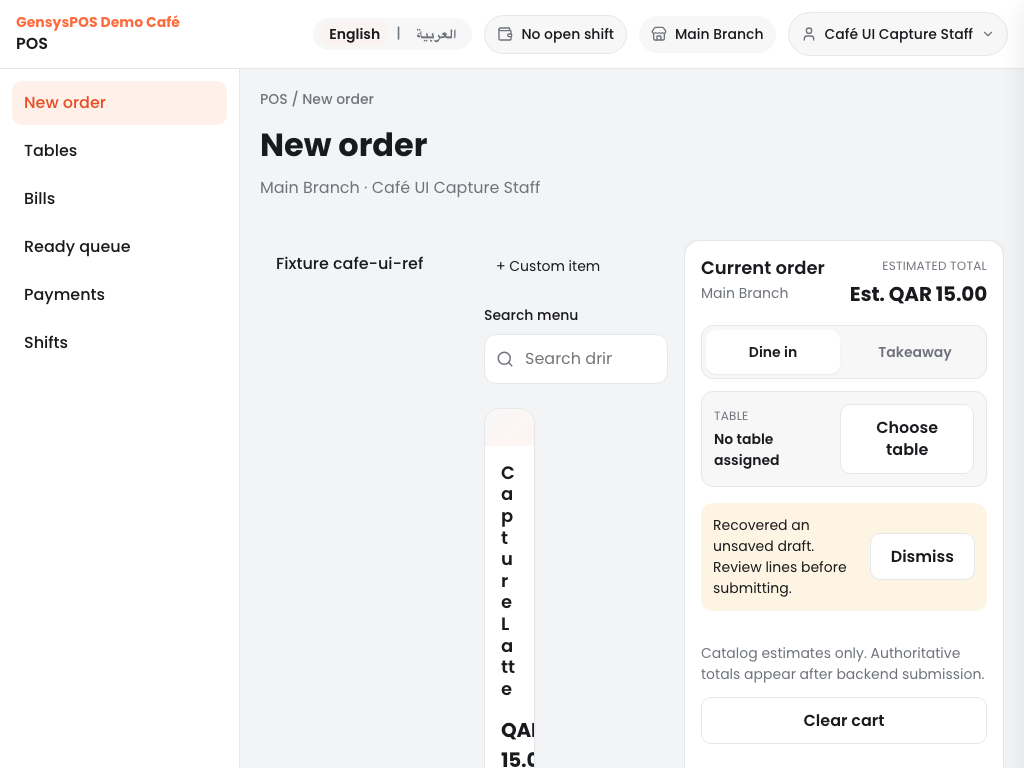 GensysPOS Demo Café
POS
English | العربية
No open shift
Main Branch
Café UI Capture Staff
New order
Tables
Bills
Ready queue
Payments
Shifts
POS / New order
New order
Main Branch · Café UI Capture Staff
Fixture cafe-ui-ref
+ Custom item
Search menu
Search drir
C
a
p
t
u
r
e
L
a
tt
e
QAR
15.0
Current order
Main Branch
ESTIMATED TOTAL
Est. QAR 15.00
Dine in
Takeaway
TABLE
No table
assigned
Choose
table
Recovered an
unsaved draft.
Review lines before
submitting.
Dismiss
Catalog estimates only. Authoritative
totals appear after backend submission.
Clear cart